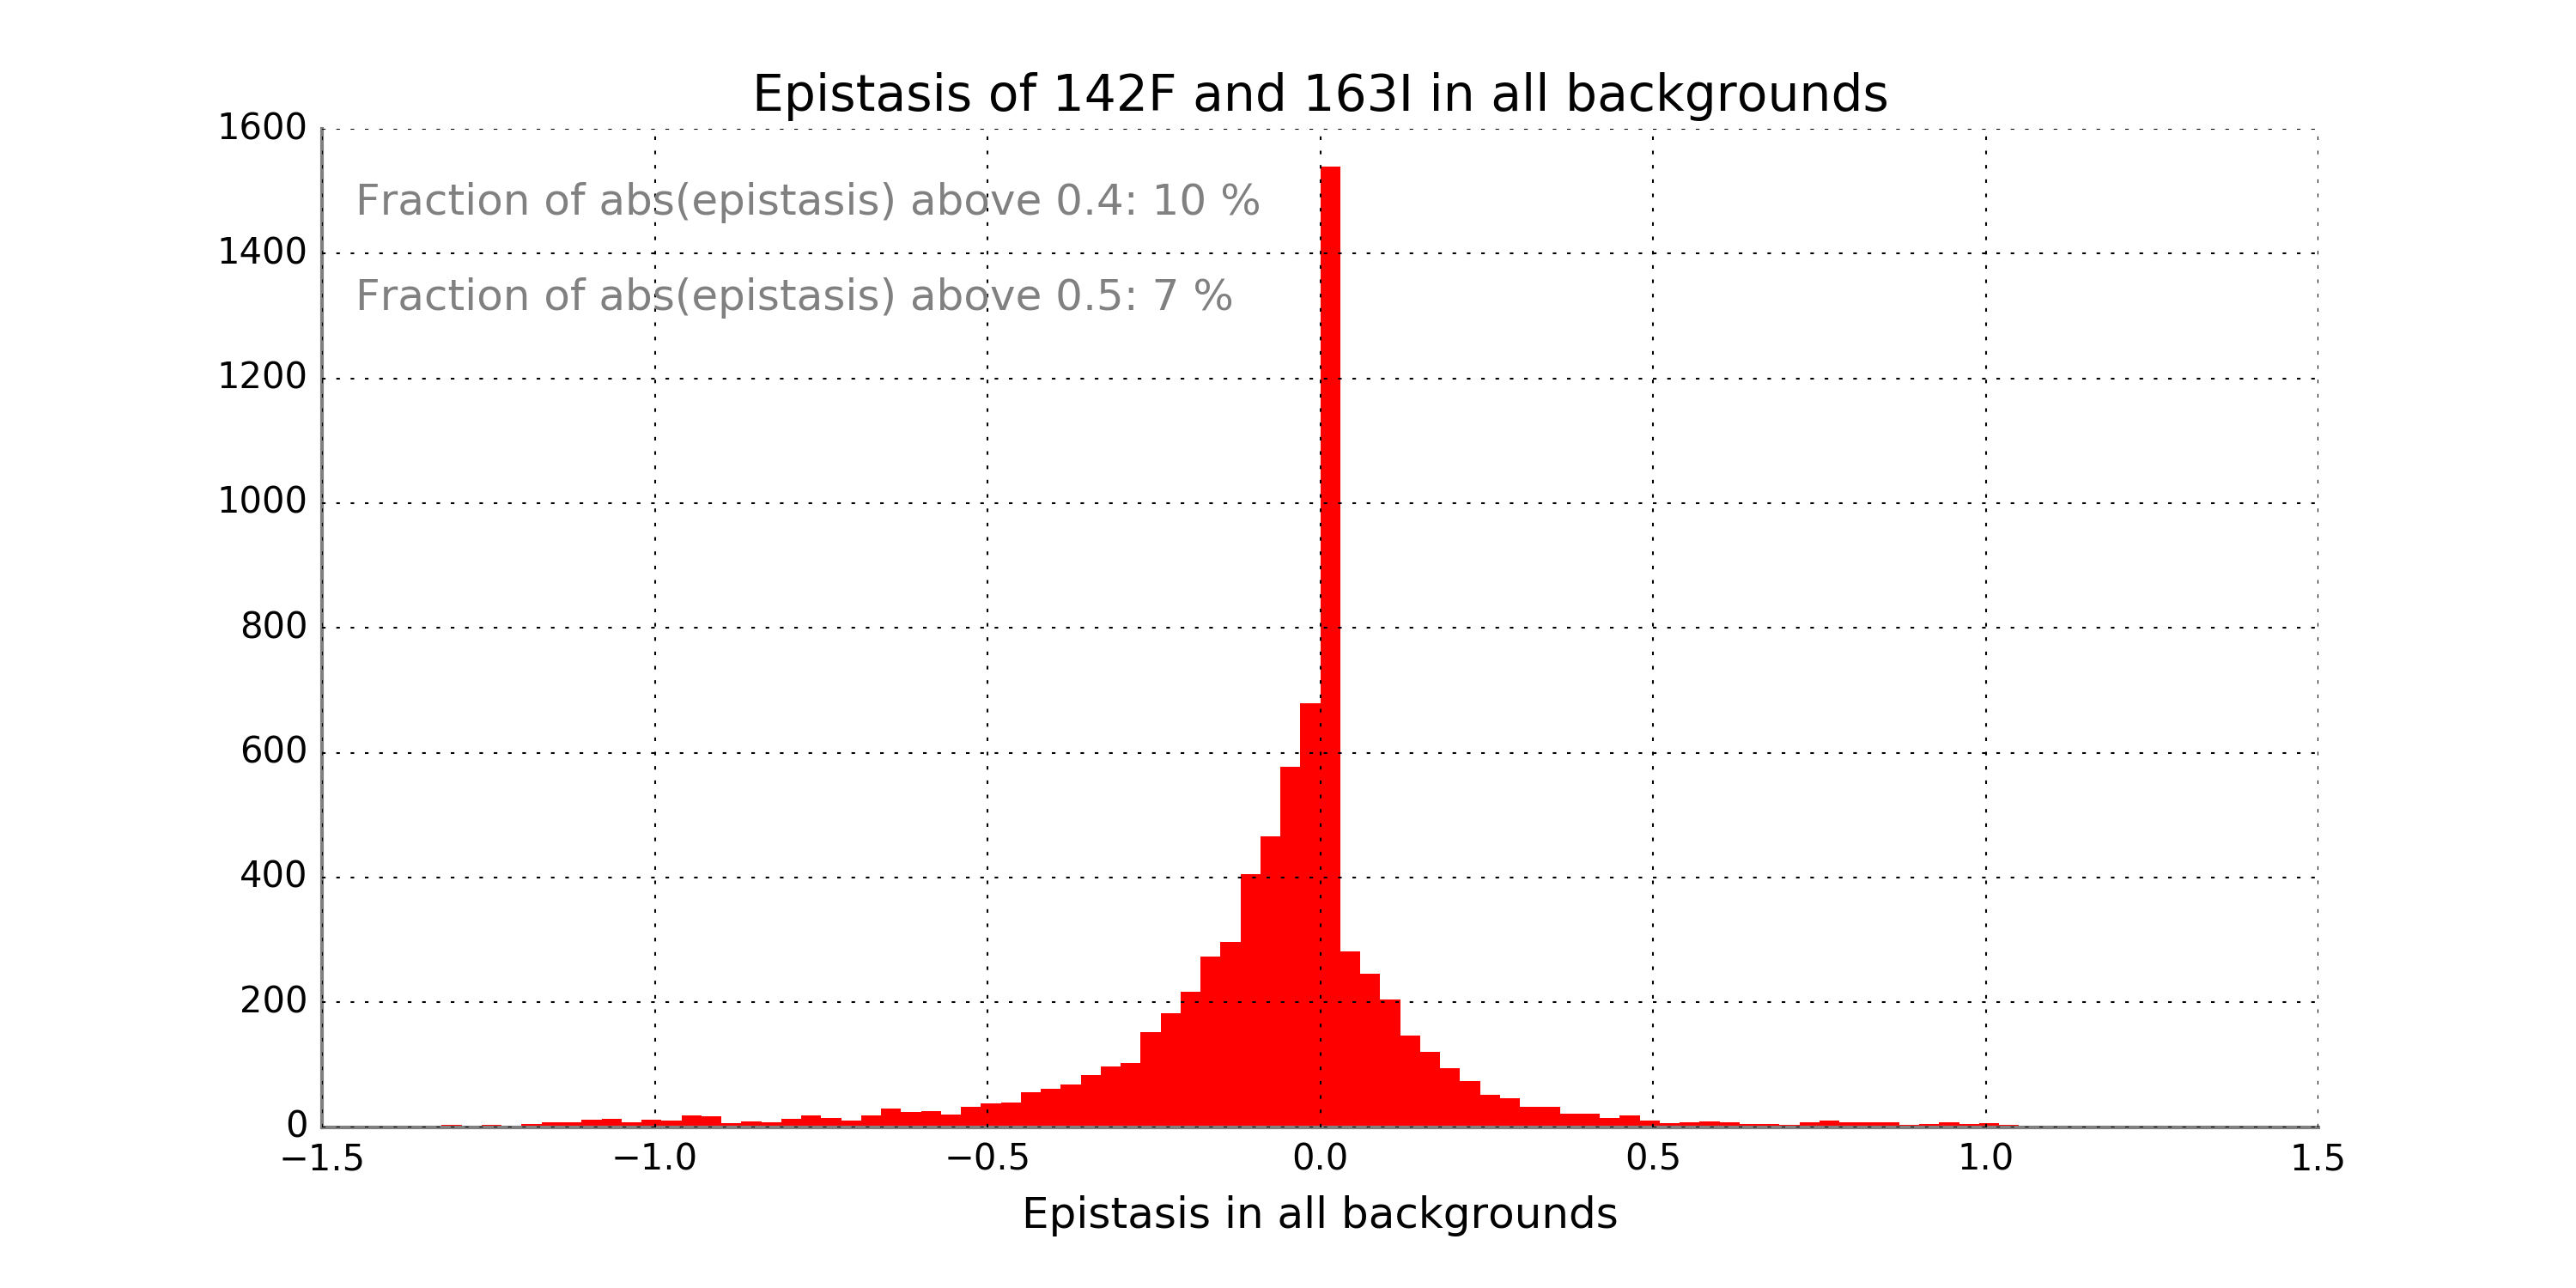 Epistasis of 142F and 163I in all backgrounds
1600
Fraction of abs(epistasis) above 0.4: 10 %
1400
Fraction of abs(epistasis) above 0.5: 7 %
1200
1000
800
600
400
200
0
−1.5 −1.0 −0.5 0.0 0.5 1.0 1.5
Epistasis in all backgrounds